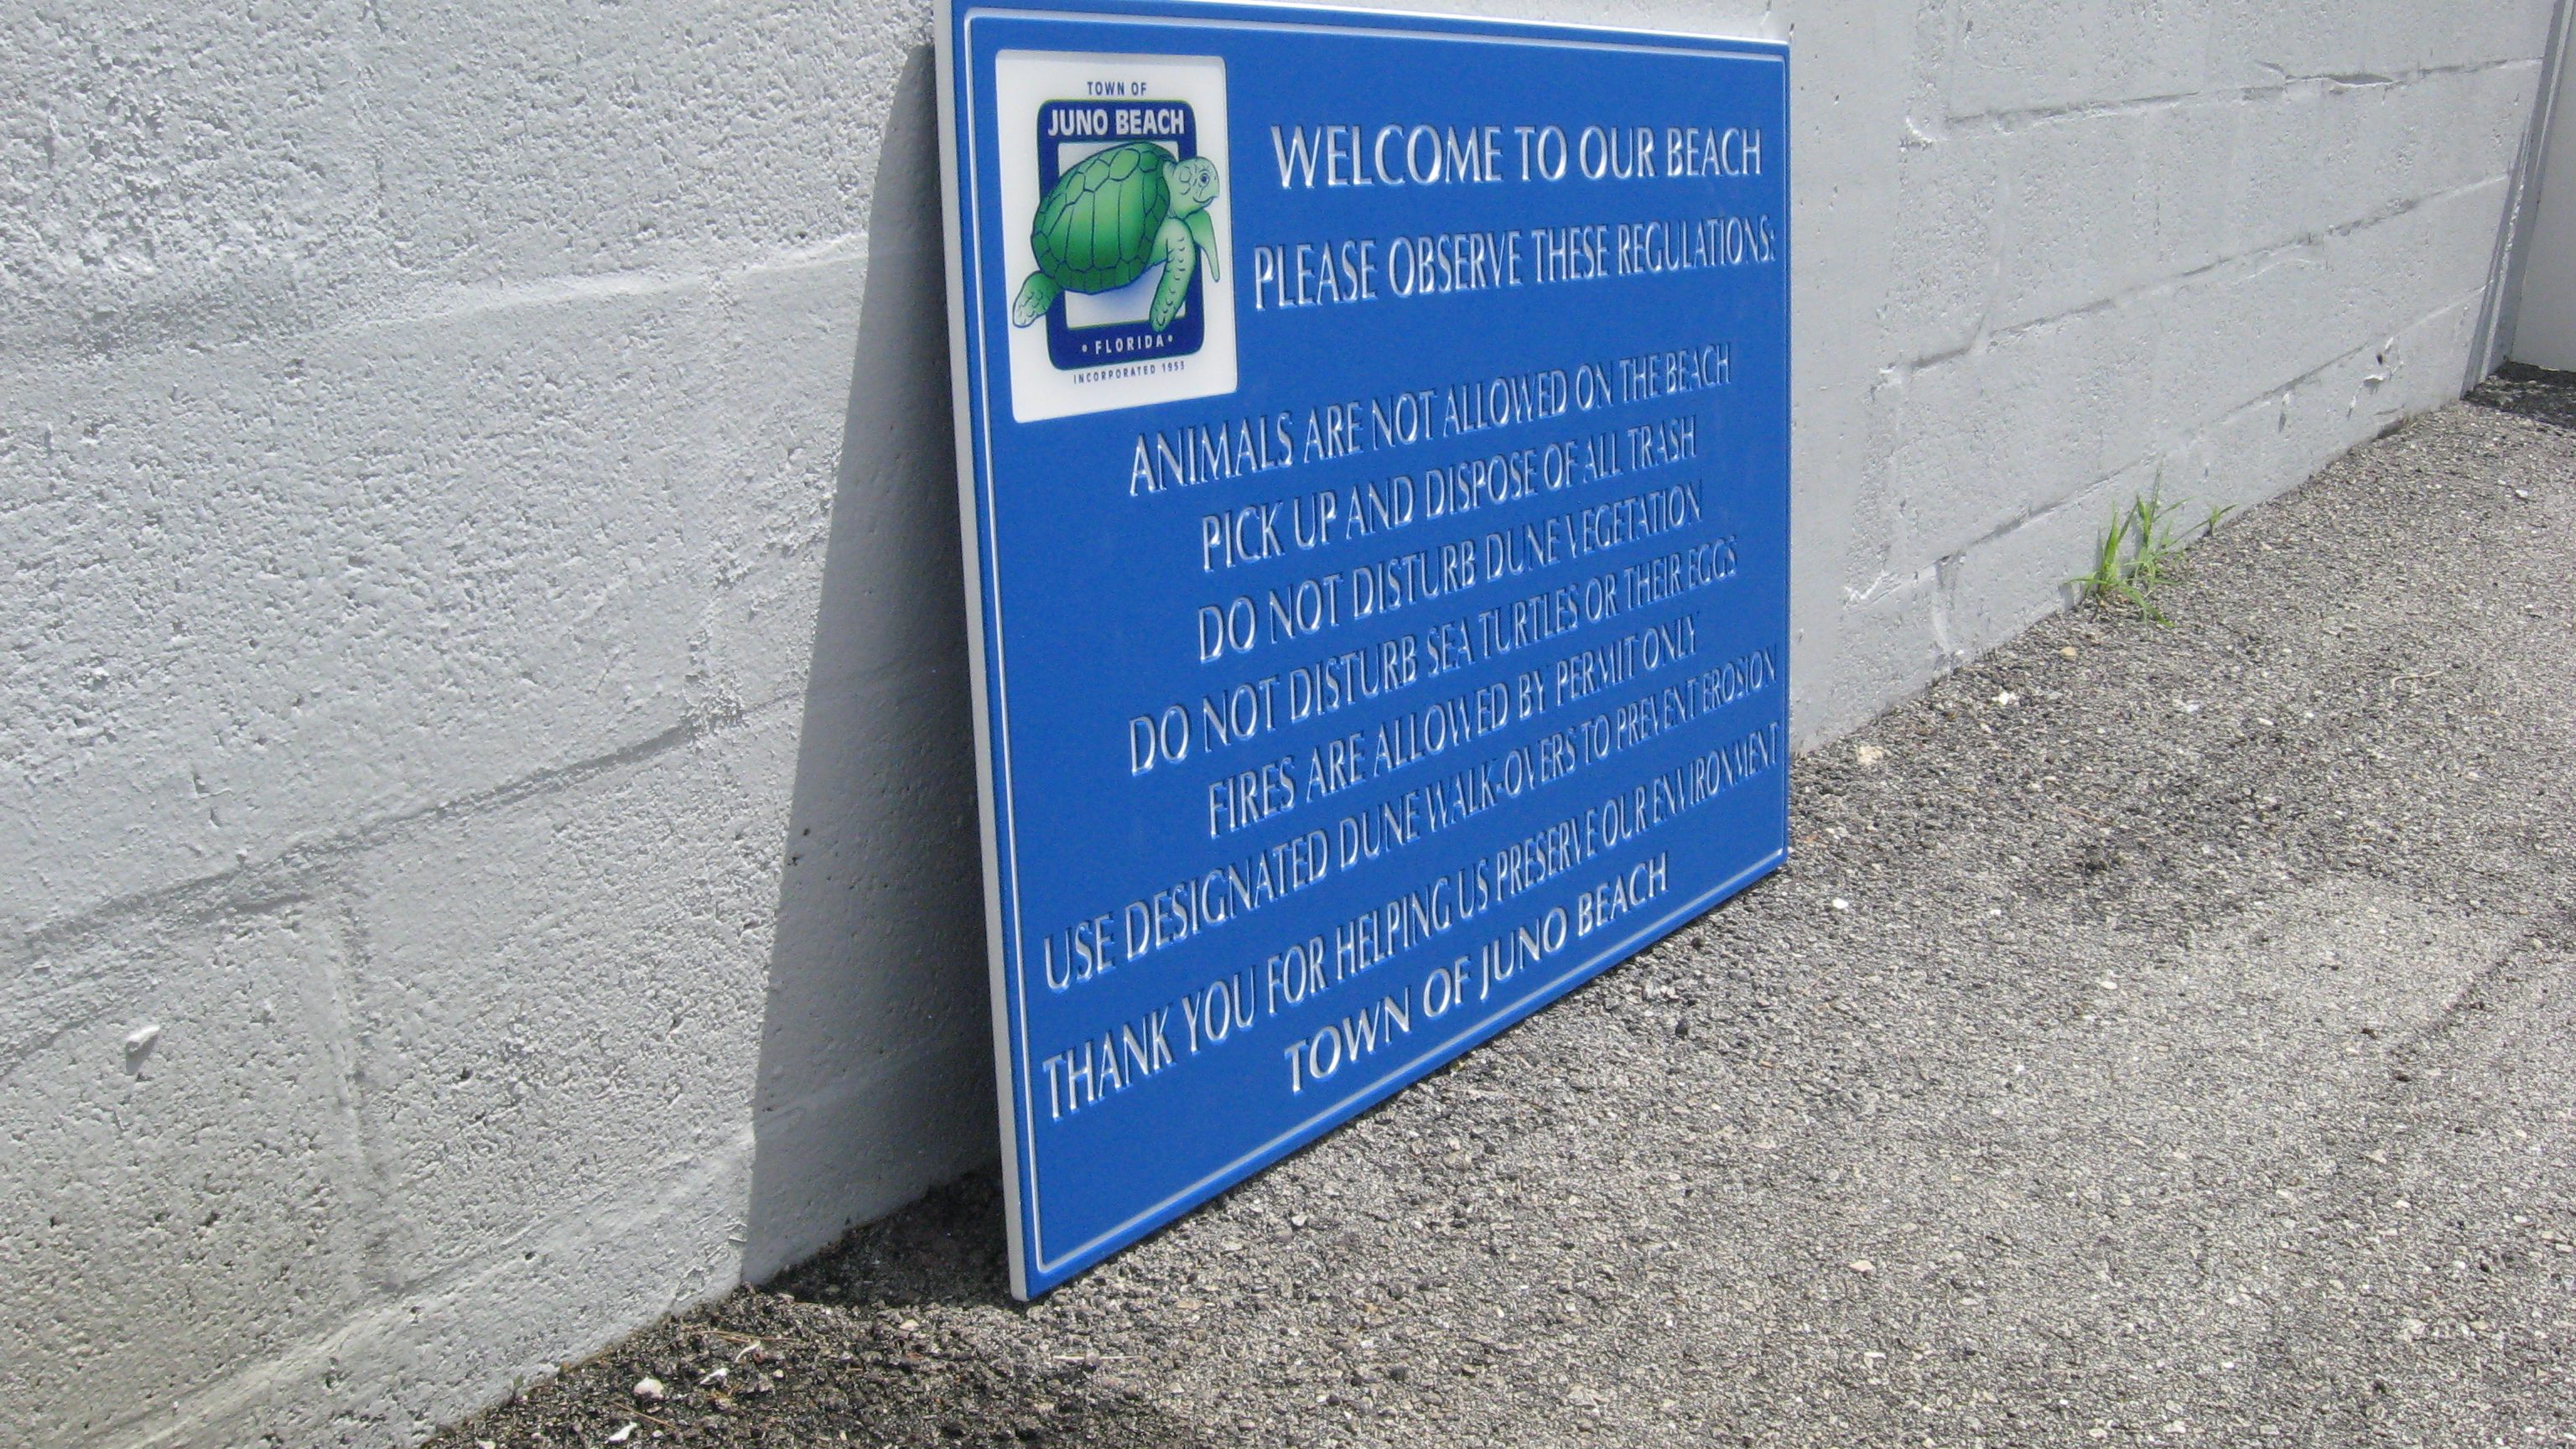 TOWN OF
JUNO BEACH
• FLORIDA •
INCORPORATED 1953
WELCOME TO OUR BEACH
PLEASE OBSERVE THESE REGULATIONS:
ANIMALS ARE NOT ALLOWED ON THE BEACH
PICK UP AND DISPOSE OF ALL TRASH
DO NOT DISTURB DUNE VEGETATION
DO NOT DISTURB SEA TURTLES OR THEIR EGGS
FIRES ARE ALLOWED BY PERMIT ONLY
USE DESIGNATED DUNE WALK-OVERS TO PREVENT EROSION
THANK YOU FOR HELPING US PRESERVE OUR ENVIRONMENT
TOWN OF JUNO BEACH